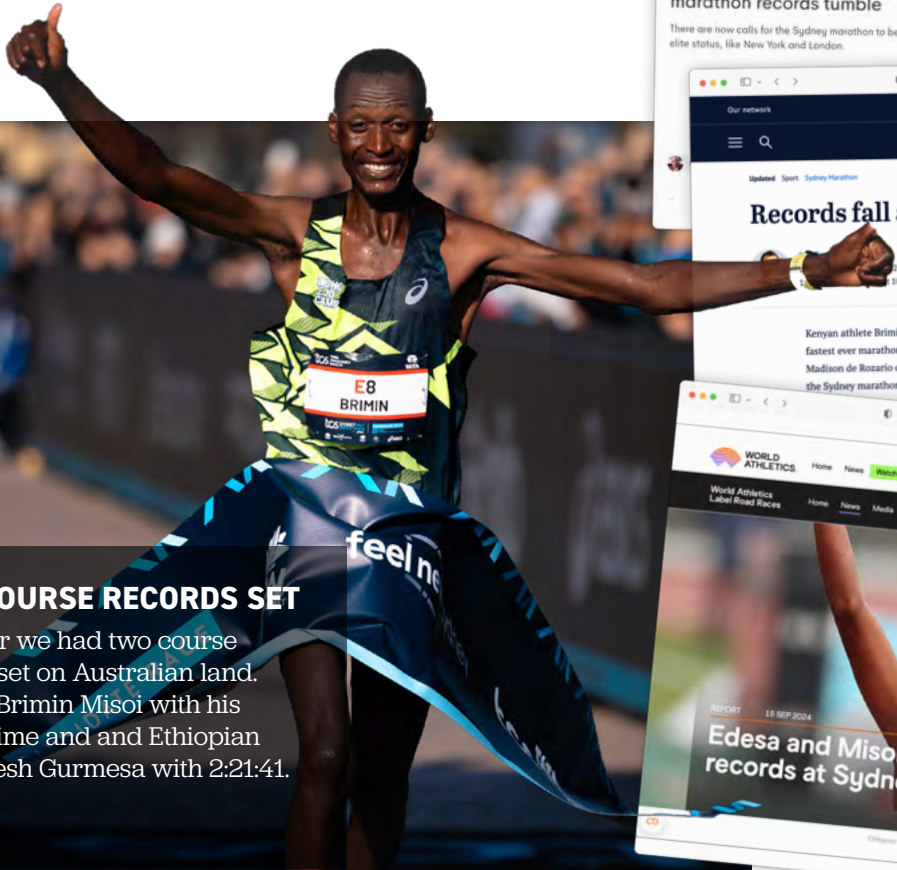 marathon records tumble
There are now calls for the Sydney marathon to be
elite status, like New York and London.
Our network
Updated Sport Sydney Marathon
Records fall
Kenyan athlete Brimi
fastest ever marathon
Madison de Rozario
the Sydney marathon
WORLD
ATHLETICS
Home News Watch
World Athletics
Label Road Races
Home News Media
REPORT 15 SEP 2024
Edesa and Miso
records at Sydne
TATA
E8
BRIMIN
feel ne
OURSE RECORDS SET
r we had two course
set on Australian land.
Brimin Misoi with his
ime and and Ethiopian
esh Gurmesa with 2:21:41.